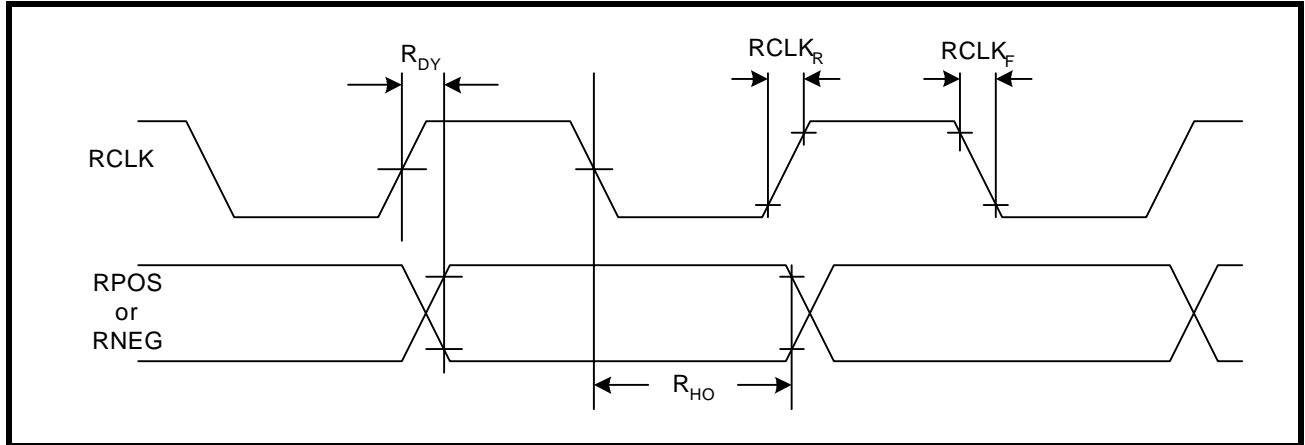 R_DY
RCLK_R
RCLK_F
RCLK
RPOS
or
RNEG
R_HO